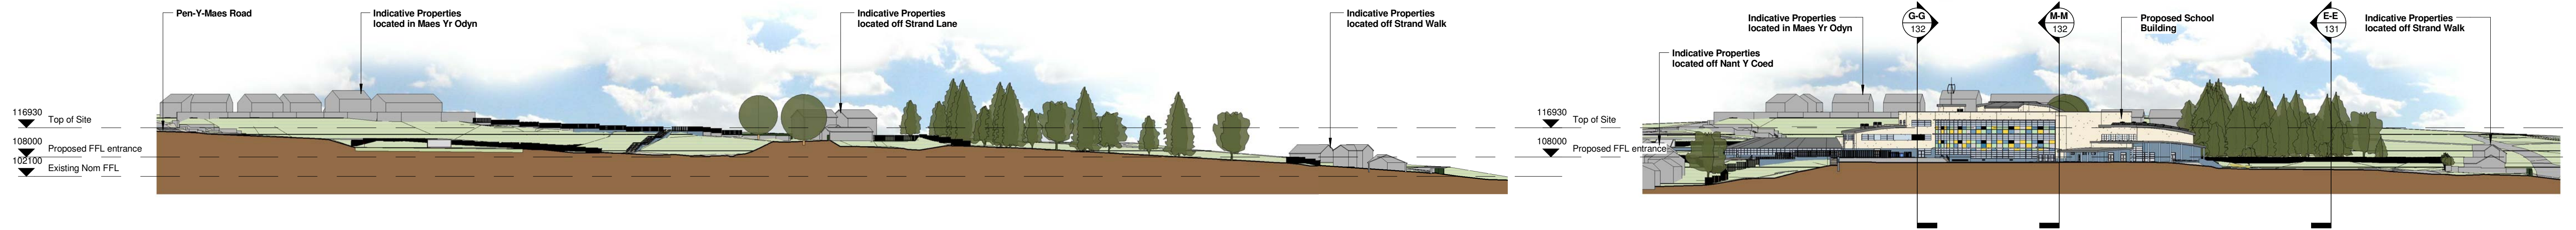 Pen-Y-Maes Road
Indicative Properties
located in Maes Yr Odyn
Indicative Properties
located off Strand Lane
Indicative Properties
located off Strand Walk
116930
Top of Site
108000
Proposed FFL entrance
102100
Existing Nom FFL
116930
Top of Site
108000
Proposed FFL entrance
Indicative Properties
located off Nant Y Coed
Indicative Properties
located in Maes Yr Odyn
G-G
132
M-M
132
Proposed School
Building
E-E
131
Indicative Properties
located off Strand Walk